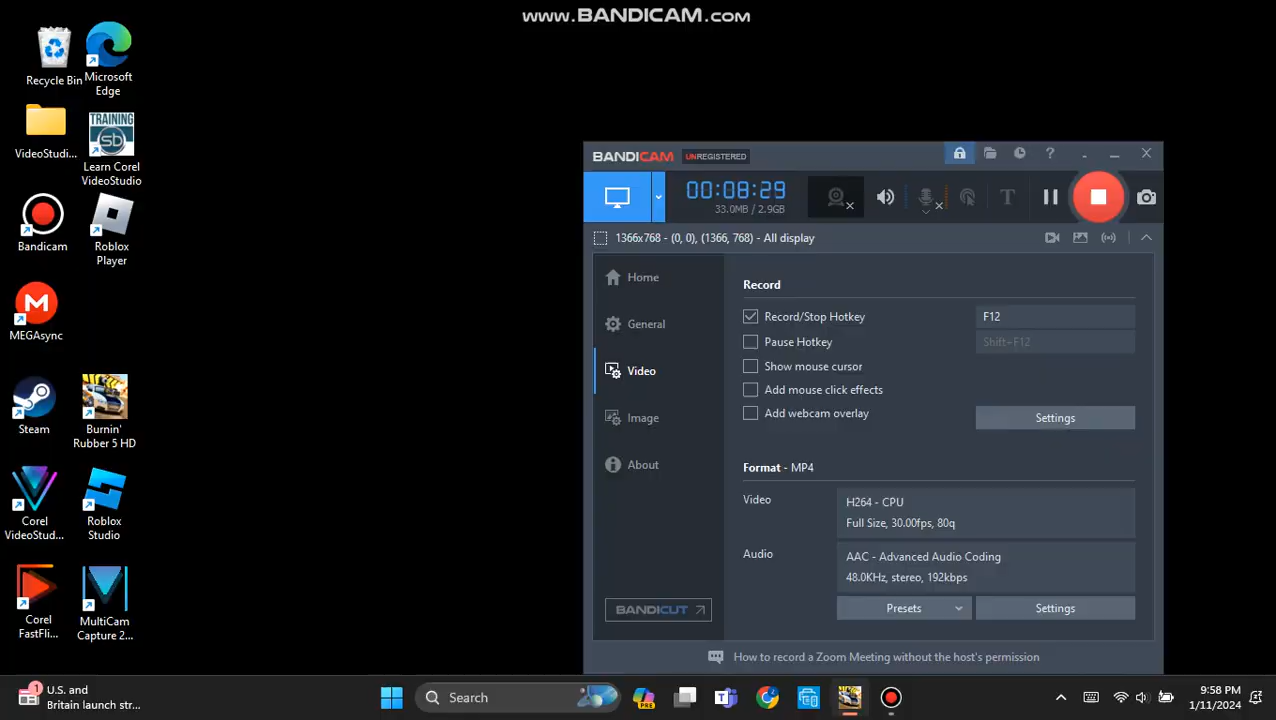 www.BANDICAM.com
Recycle Bin
Microsoft
Edge
VideoStudi...
TRAINING
sb
Learn Corel
VideoStudio
Bandicam
Roblox
Player
M
MEGAsync
Steam
Burnin'
Rubber 5 HD
Corel
VideoStud...
Roblox
Studio
Corel
FastFli...
MultiCam
Capture 2...
BANDICAM UNREGISTERED
?
00:08:29
33.0MB / 2.9GB
T
1366x768 - (0, 0), (1366, 768) - All display
Home
General
Video
Image
About
BANDICUT
Record
Record/Stop Hotkey F12
Pause Hotkey Shift+F12
Show mouse cursor
Add mouse click effects
Add webcam overlay
Settings
Format - MP4
Video
H264 - CPU
Full Size, 30.00fps, 80q
Audio
AAC - Advanced Audio Coding
48.0KHz, stereo, 192kbps
Presets Settings
How to record a Zoom Meeting without the host's permission
1
U.S. and
Britain launch str...
Search
PRE
9:58 PM
1/11/2024